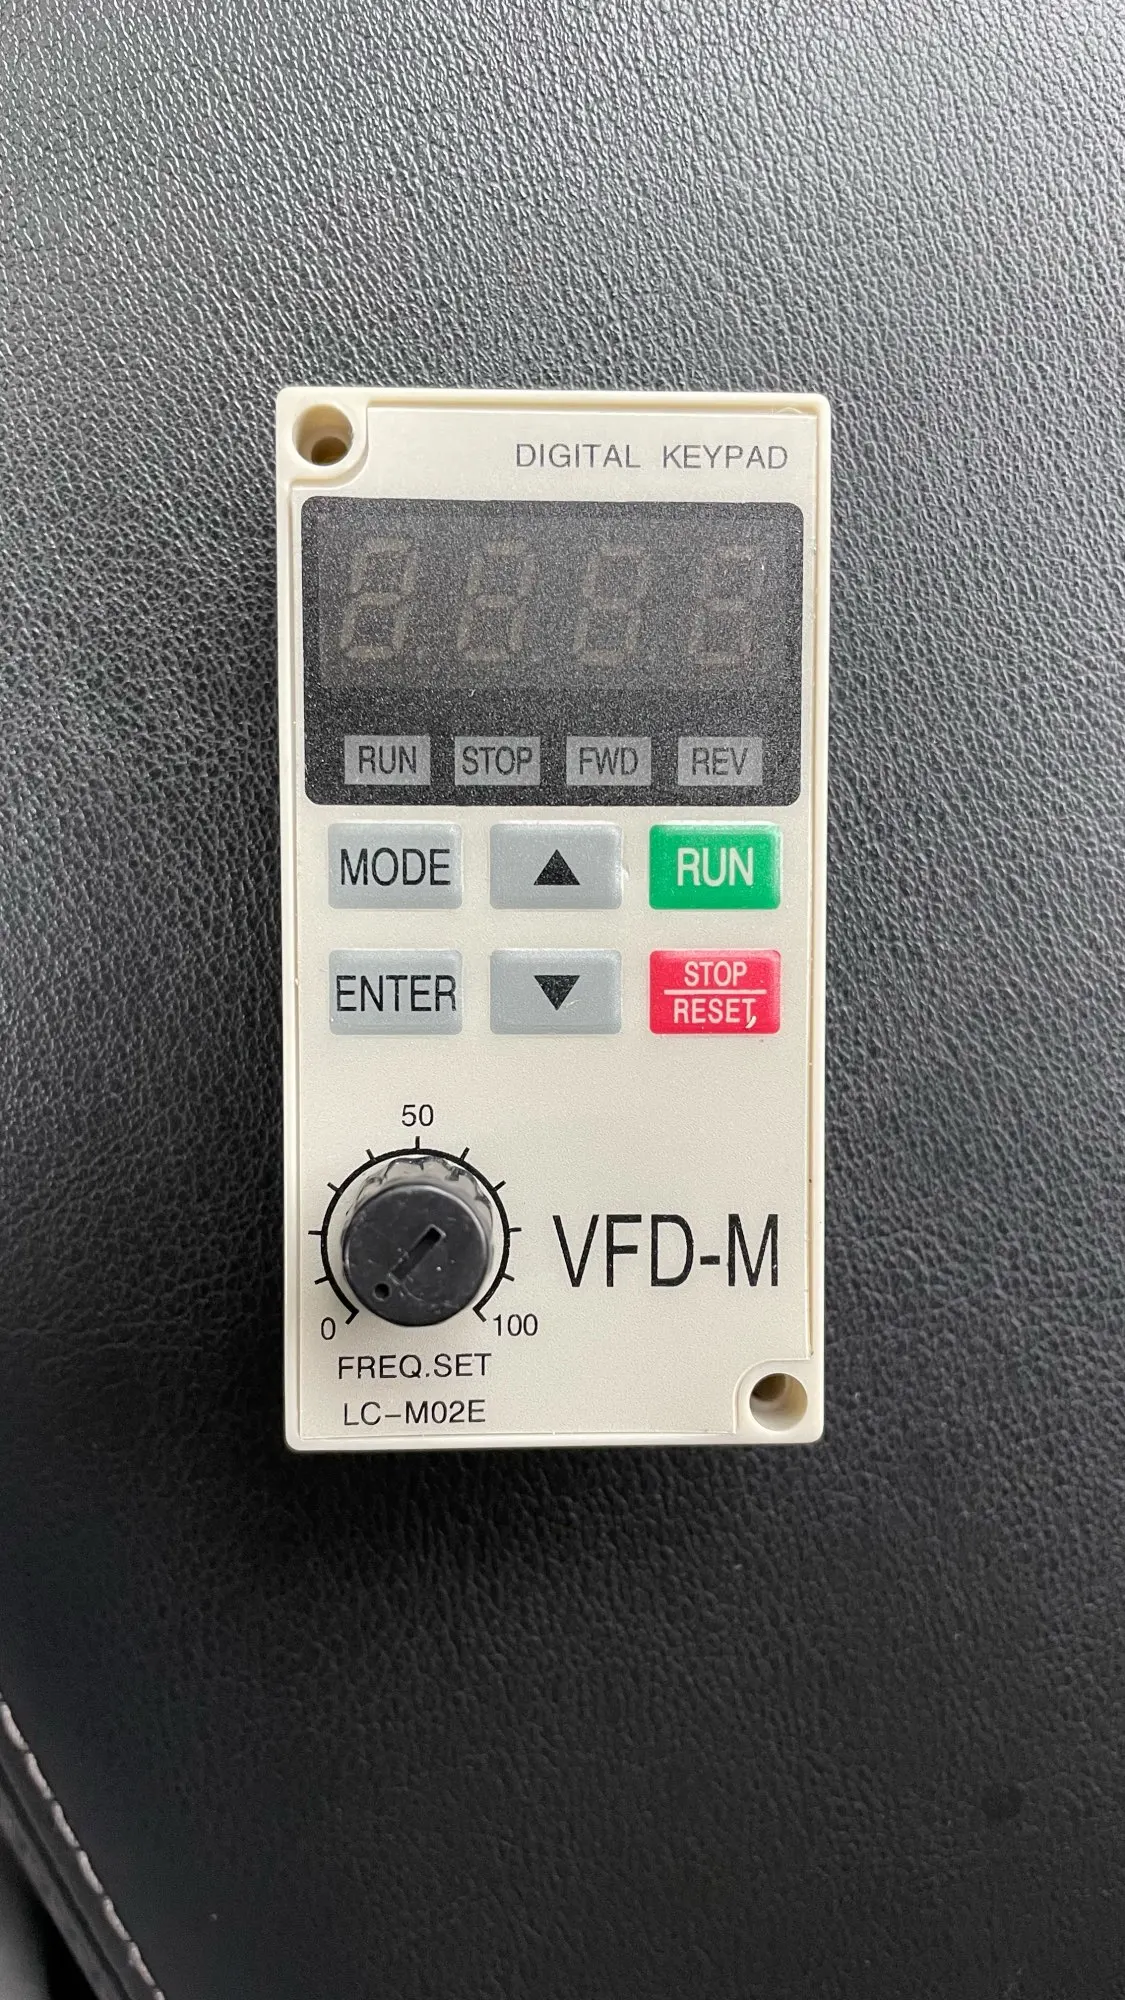 DIGITAL KEYPAD
RUN STOP FWD REV
MODE ▲ RUN
ENTER ▼ STOP
RESET
50
0 100
VFD-M
FREQ.SET
LC-M02E